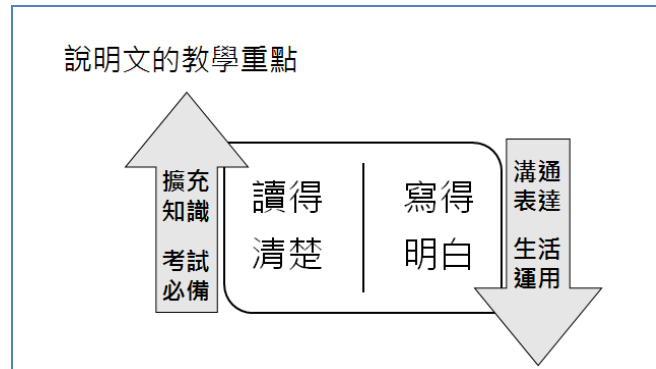 說明文的教學重點
擴充
知識
考試
必備
讀得
清楚
寫得
明白
溝通
表達
生活
運用